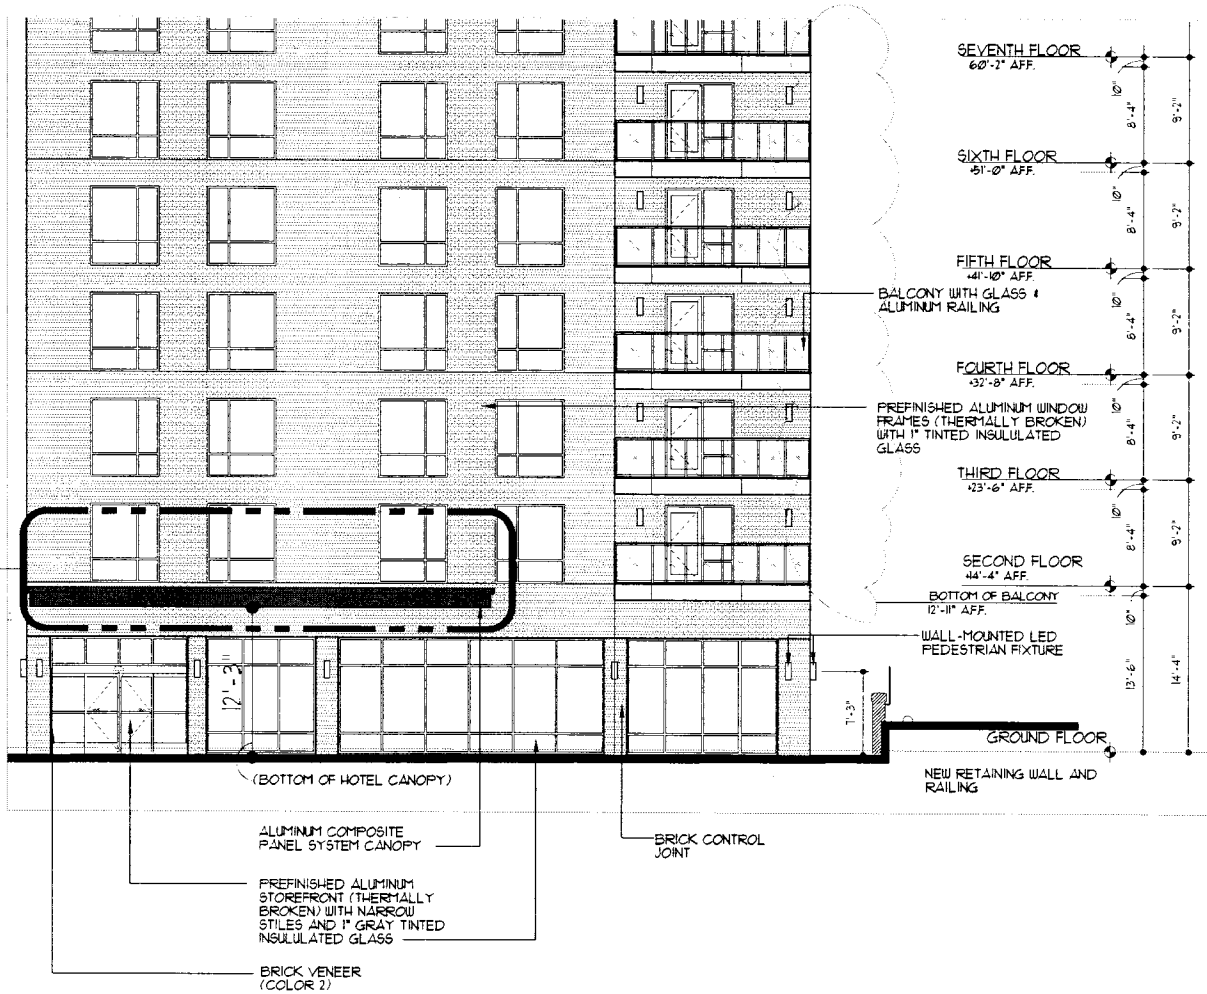 SEVENTH FLOOR
60'-2" AFF.
10"
8'-4"
9'-2"
SIXTH FLOOR
+51'-0" AFF.
10"
8'-4"
9'-2"
FIFTH FLOOR
+41'-10" AFF.
BALCONY WITH GLASS &
ALUMINUM RAILING
10"
8'-4"
9'-2"
FOURTH FLOOR
+32'-8" AFF.
PREFINISHED ALUMINUM WINDOW
FRAMES (THERMALLY BROKEN)
WITH 1" TINTED INSULULATED
GLASS
10"
8'-4"
9'-2"
THIRD FLOOR
+23'-6" AFF.
10"
8'-4"
9'-2"
SECOND FLOOR
+14'-4" AFF.
BOTTOM OF BALCONY
12'-11" AFF.
10"
WALL-MOUNTED LED
PEDESTRIAN FIXTURE
12'-3"
7'-3"
13'-6"
14'-4"
GROUND FLOOR
(BOTTOM OF HOTEL CANOPY)
NEW RETAINING WALL AND
RAILING
ALUMINUM COMPOSITE
PANEL SYSTEM CANOPY
BRICK CONTROL
JOINT
PREFINISHED ALUMINUM
STOREFRONT (THERMALLY
BROKEN) WITH NARROW
STILES AND 1" GRAY TINTED
INSULULATED GLASS
BRICK VENEER
(COLOR 2)